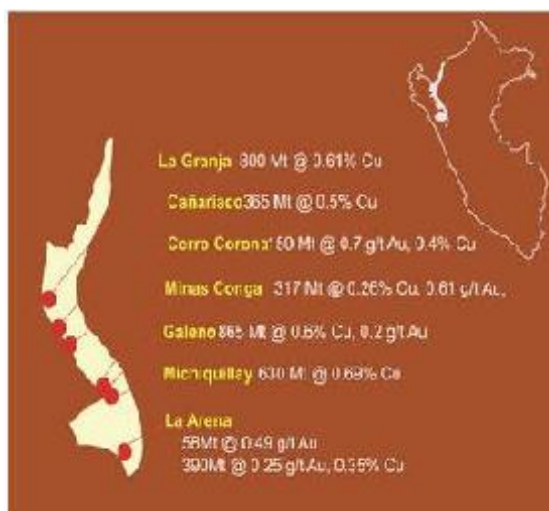 La Granja 800 Mt @ 0.61% Cu
Cañariaco 365 Mt @ 0.5% Cu
Cerro Corona 180 Mt @ 0.7 g/t Au, 0.4% Cu
Minas Conga 317 Mt @ 0.26% Cu, 0.61 g/t Au,
Galeno 865 Mt @ 0.6% Cu, 0.2 g/t Au
Michiquillay 630 Mt @ 0.69% Cu
La Arena
58Mt @ 0.49 g/t Au
390Mt @ 0.25 g/t Au, 0.35% Cu